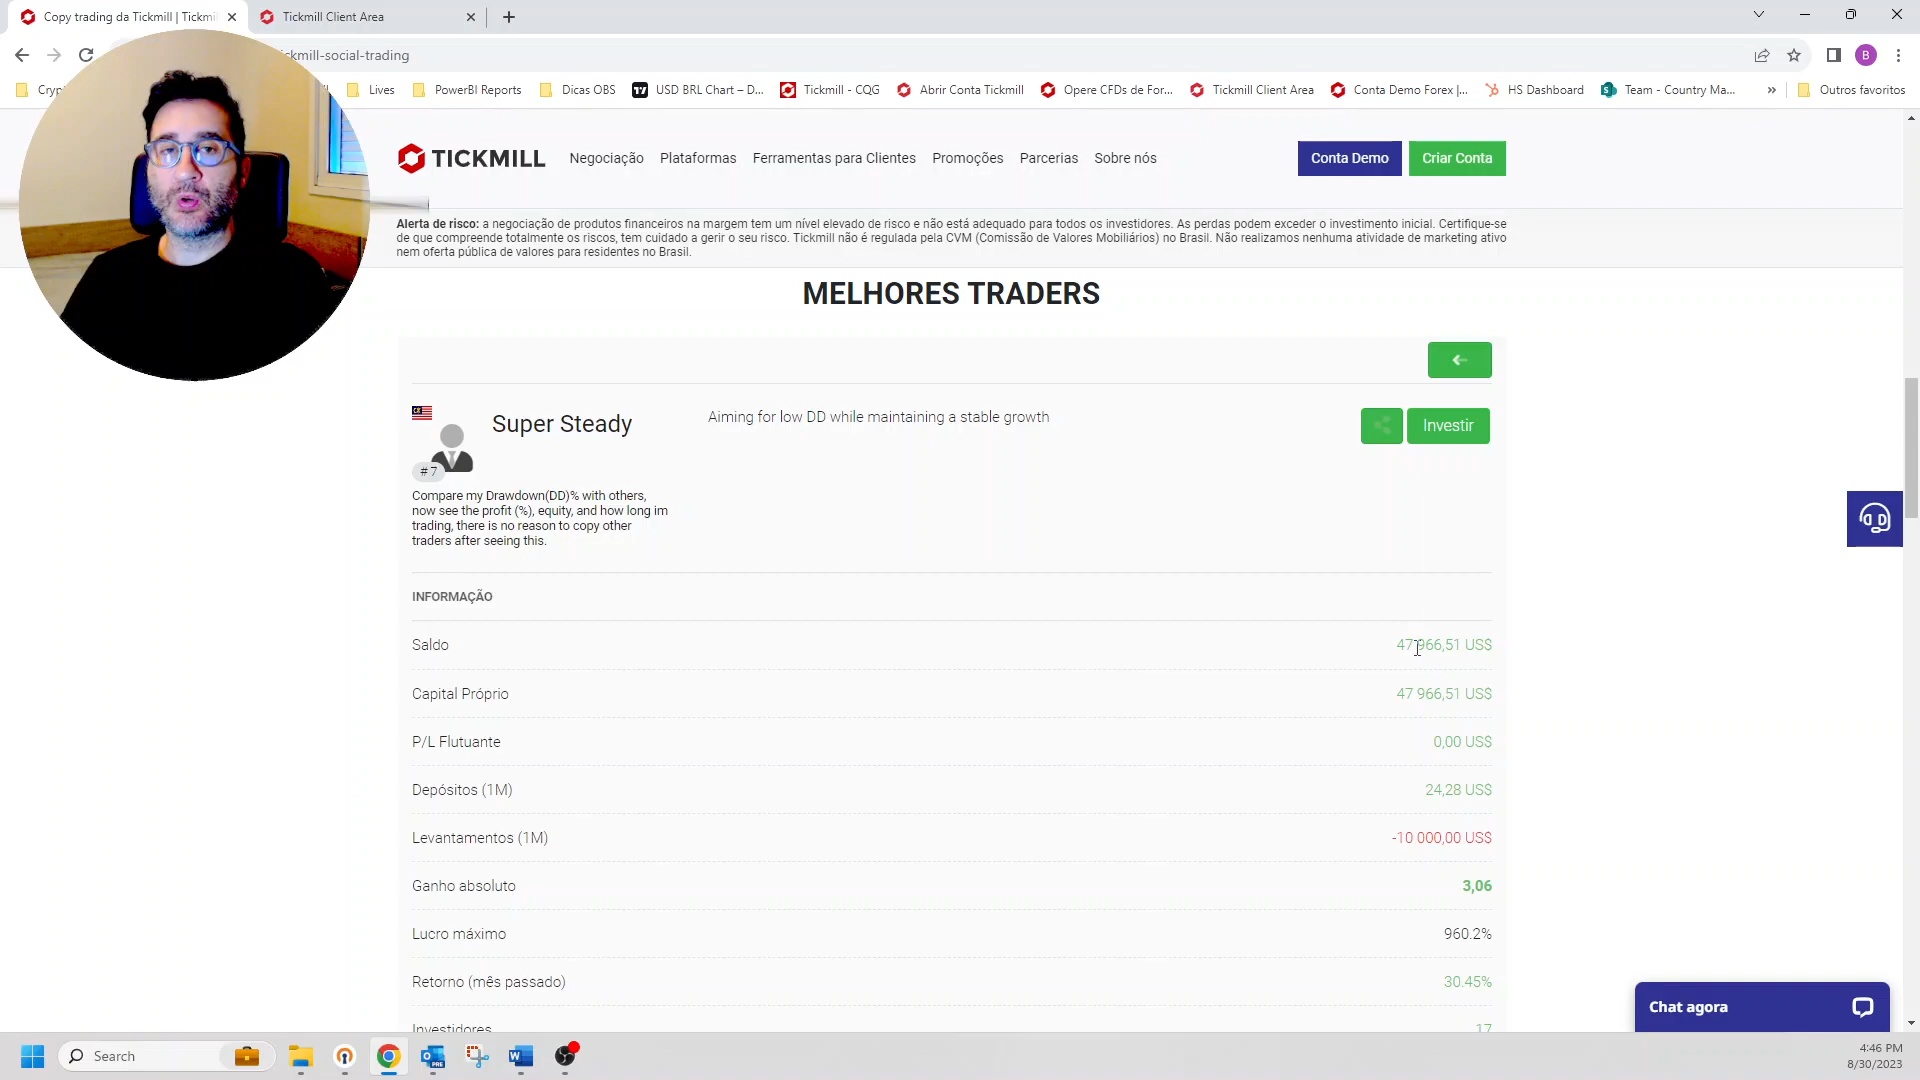 Copy trading da Tickmill | Tickmi
Tickmill Client Area
ckmill-social-trading
B
Lives
PowerBI Reports
Dicas OBS
USD BRL Chart – D...
Tickmill - CQG
Abrir Conta Tickmill
Opere CFDs de For...
Tickmill Client Area
Conta Demo Forex |...
HS Dashboard
Team - Country Ma...
»
Outros favoritos
TICKMILL
Negociação
Plataformas
Ferramentas para Clientes
Promoções
Parcerias
Sobre nós
Conta Demo
Criar Conta
Alerta de risco: a negociação de produtos financeiros na margem tem um nível elevado de risco e não está adequado para todos os investidores. As perdas podem exceder o investimento inicial. Certifique-se
de que compreende totalmente os riscos, tem cuidado a gerir o seu risco. Tickmill não é regulada pela CVM (Comissão de Valores Mobiliários) no Brasil. Não realizamos nenhuma atividade de marketing ativo
nem oferta pública de valores para residentes no Brasil.
MELHORES TRADERS
Super Steady
Aiming for low DD while maintaining a stable growth
Investir
#7
Compare my Drawdown(DD)% with others,
now see the profit (%), equity, and how long im
trading, there is no reason to copy other
traders after seeing this.
INFORMAÇÃO
Saldo 47 966,51 US$
Capital Próprio 47 966,51 US$
P/L Flutuante 0,00 US$
Depósitos (1M) 24,28 US$
Levantamentos (1M) -10 000,00 US$
Ganho absoluto 3,06
Lucro máximo 960.2%
Retorno (mês passado) 30.45%
Investidores 17
Chat agora
Search
4:46 PM
8/30/2023